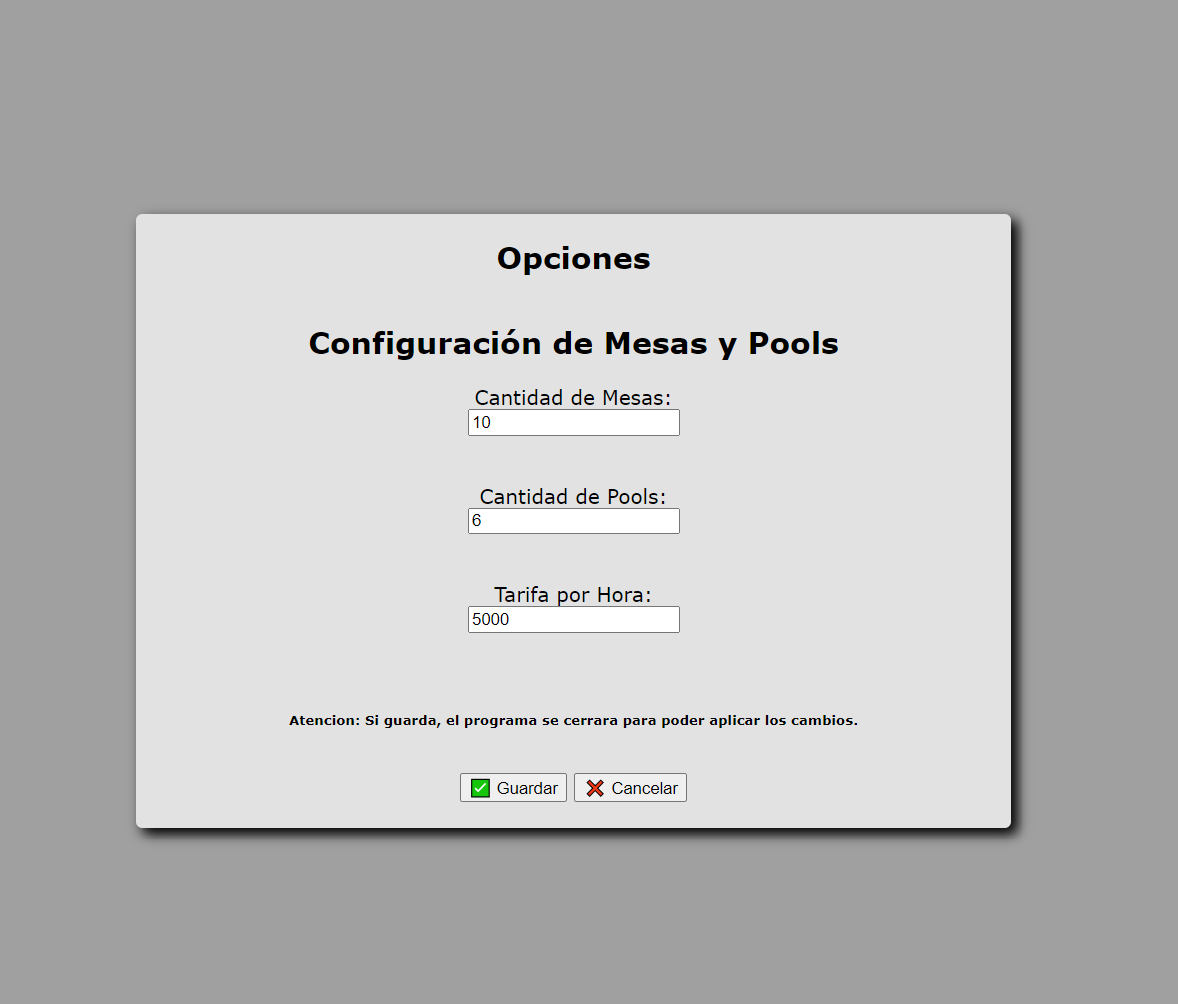 Opciones
Configuración de Mesas y Pools
Cantidad de Mesas:
10
Cantidad de Pools:
6
Tarifa por Hora:
5000
Atencion: Si guarda, el programa se cerrara para poder aplicar los cambios.
Guardar Cancelar